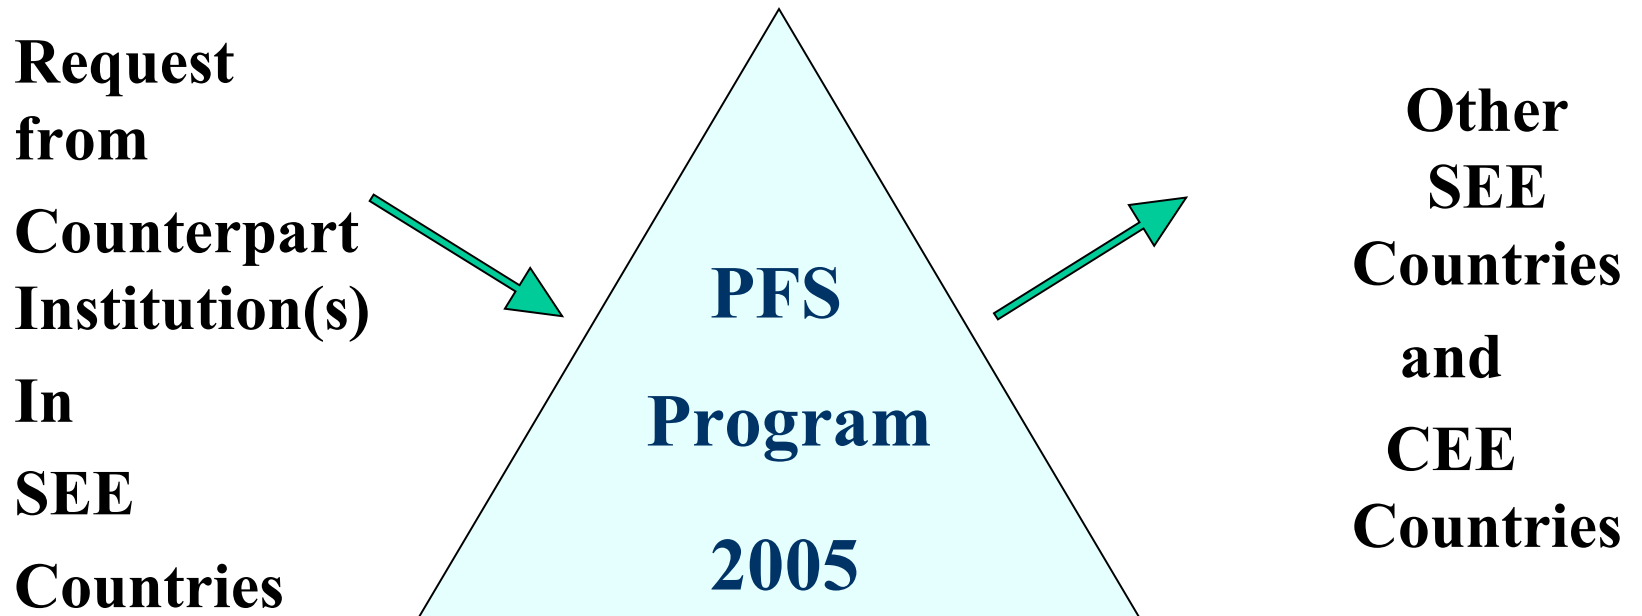 Request
from
Counterpart
Institution(s)
In
SEE
Countries
PFS
Program
2005
Other
SEE
Countries
and
CEE
Countries